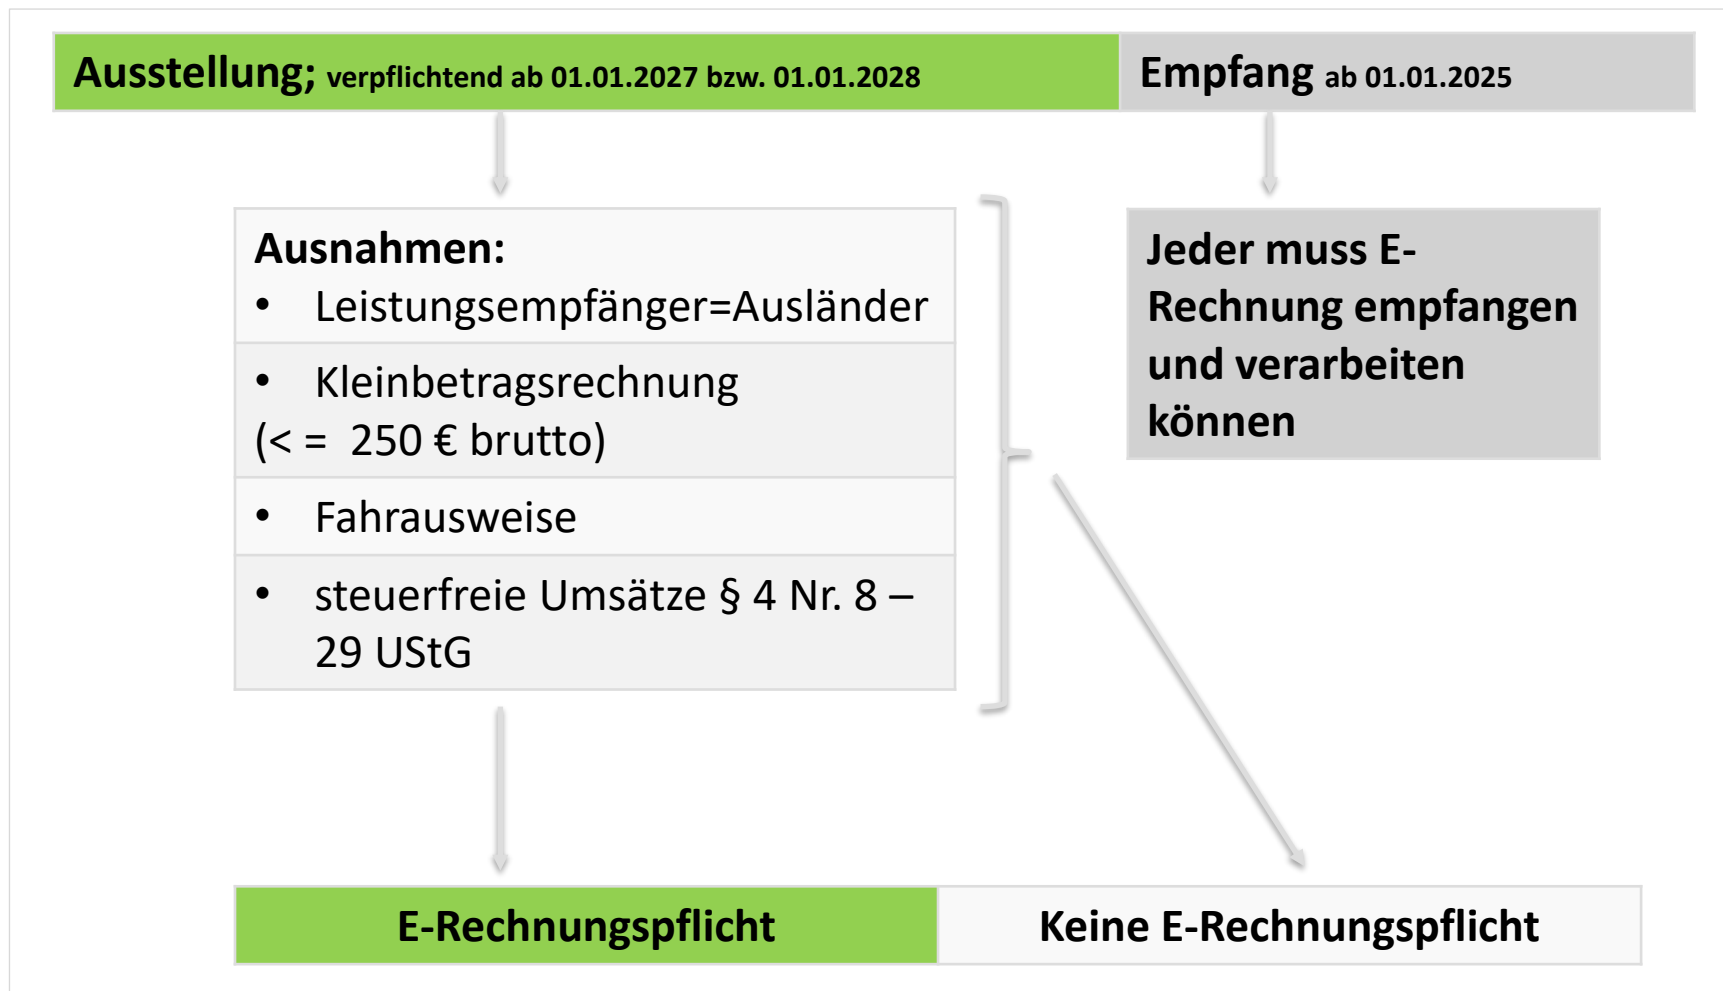 Ausstellung; verpflichtend ab 01.01.2027 bzw. 01.01.2028
Empfang ab 01.01.2025
Ausnahmen:
• Leistungsempfänger=Ausländer
• Kleinbetragsrechnung
(< = 250 € brutto)
• Fahrausweise
• steuerfreie Umsätze § 4 Nr. 8 –
29 UStG
Jeder muss E-
Rechnung empfangen
und verarbeiten
können
E-Rechnungspflicht
Keine E-Rechnungspflicht